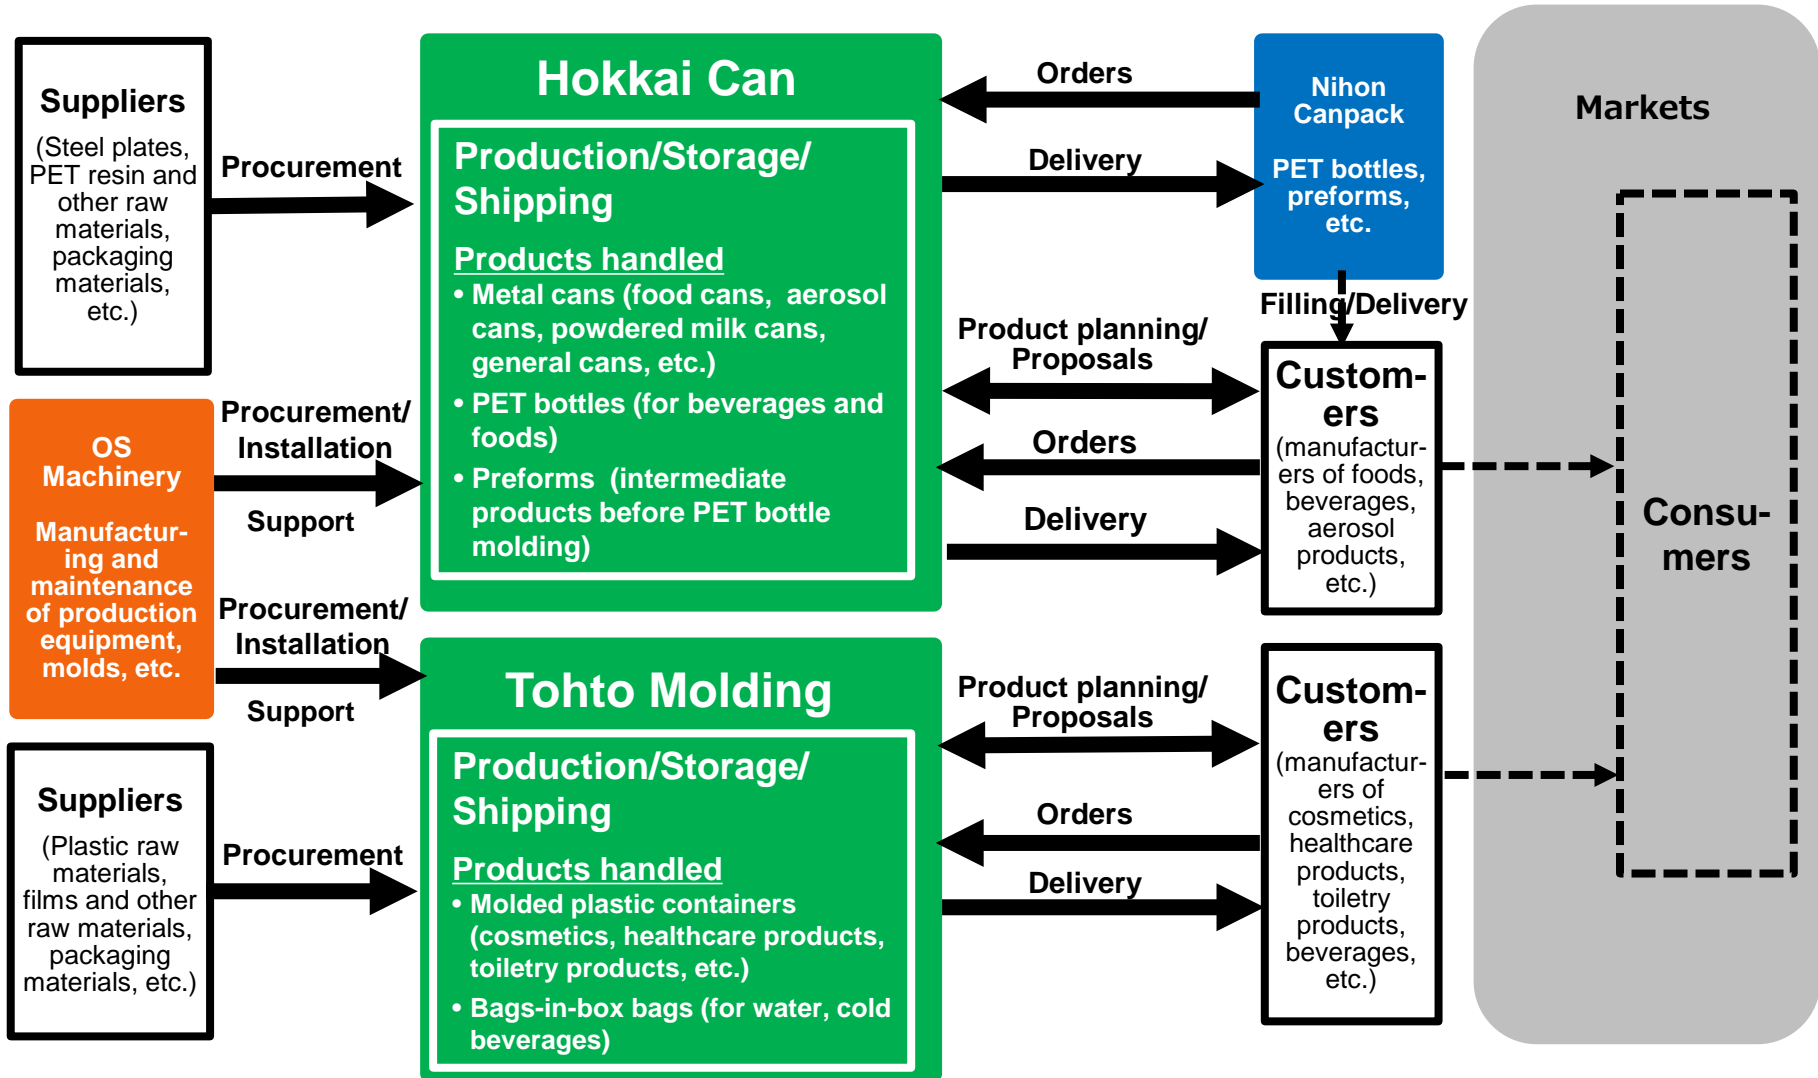 Suppliers
(Steel plates,
PET resin and
other raw
materials,
packaging
materials,
etc.)
Procurement
OS
Machinery
Manufactur-
ing and
maintenance
of production
equipment,
molds, etc.
Procurement/
Installation
Support
Procurement/
Installation
Support
Suppliers
(Plastic raw
materials,
films and other
raw materials,
packaging
materials, etc.)
Procurement
Hokkai Can
Production/Storage/
Shipping
Products handled
• Metal cans (food cans, aerosol
cans, powdered milk cans,
general cans, etc.)
• PET bottles (for beverages and
foods)
• Preforms (intermediate
products before PET bottle
molding)
Tohto Molding
Production/Storage/
Shipping
Products handled
• Molded plastic containers
(cosmetics, healthcare products,
toiletry products, etc.)
• Bags-in-box bags (for water, cold
beverages)
Orders
Delivery
Nihon
Canpack
PET bottles,
preforms,
etc.
Filling/Delivery
Product planning/
Proposals
Orders
Delivery
Custom-
ers
(manufactur-
ers of foods,
beverages,
aerosol
products,
etc.)
Product planning/
Proposals
Orders
Delivery
Custom-
ers
(manufactur-
ers of
cosmetics,
healthcare
products,
toiletry
products,
beverages,
etc.)
Markets
Consu-
mers